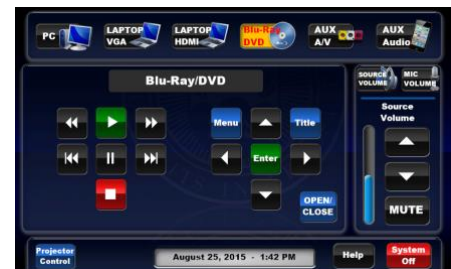 PC
LAPTOP
VGA
LAPTOP
HDMI
Blu-Ray
DVD
AUX
A/V
AUX
Audio
Blu-Ray/DVD
SOURCE
VOLUME
MIC
VOLUME
Source
Volume
Menu
Title
Enter
OPEN/
CLOSE
MUTE
Projector
Control
August 25, 2015 - 1:42 PM
Help
System
Off